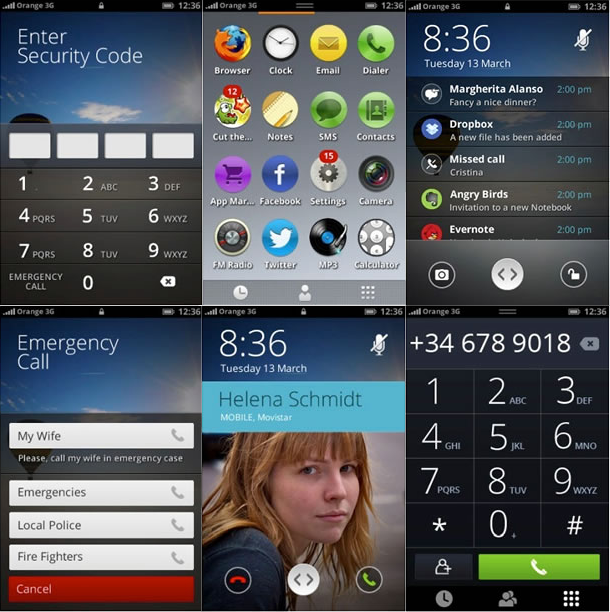 Orange 3G 12:36
Enter
Security Code
1
2 ABC
3 DEF
4 PQRS
5 TUV
6 WXYZ
7 PQRS
8 TUV
9 WXYZ
EMERGENCY
CALL
0
Orange 3G 12:36
Browser
Clock
Email
Dialer
12
Cut the...
Notes
SMS
Contacts
15
App Mar...
Facebook
Settings
Camera
FM Radio
Twitter
MP3
Calculator
Orange 3G 12:36
8:36
Tuesday 13 March
Margherita Alanso 2:00 pm
Fancy a nice dinner?
Dropbox 2:00 pm
A new file has been added
Missed call 2:00 pm
Cristina
Angry Birds 2:00 pm
Invitation to a new Notebook
Evernote 2:00 pm
Orange 3G 12:36
Emergency
Call
My Wife
Please, call my wife in emergency case
Emergencies
Local Police
Fire Fighters
Cancel
Orange 3G 12:36
8:36
Tuesday 13 March
Helena Schmidt
MOBILE, Movistar
Orange 3G 12:36
+34 678 9018
1
2 ABC
3 DEF
4 GHI
5 JKL
6 MNO
7 PQRS
8 TUV
9 WXYZ
*
0 +
#